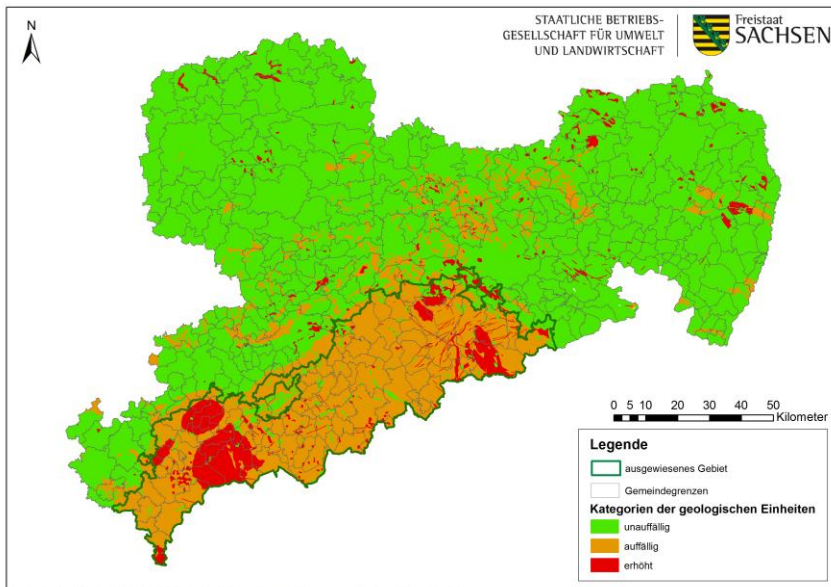 N
STAATLICHE BETRIEBS-
GESELLSCHAFT FÜR UMWELT
UND LANDWIRTSCHAFT
Freistaat
SACHSEN
0 5 10 20 30 40 50
Kilometer
Legende
ausgewiesenes Gebiet
Gemeindegrenzen
Kategorien der geologischen Einheiten
unauffällig
auffällig
erhöht